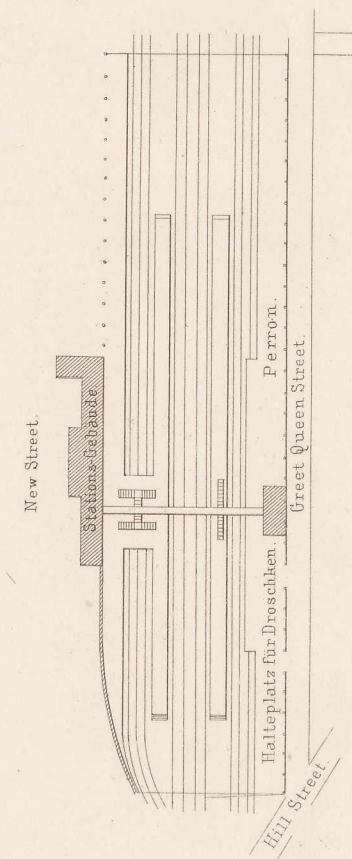 New Street.
Stations-Gebäude
Perron.
Greet Queen Street.
Halteplatz für Droschken.
Hill Street.